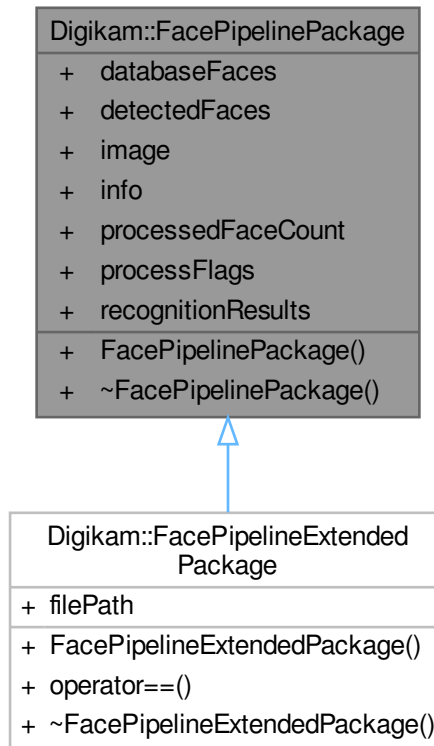 Digikam::FacePipelinePackage
+ databaseFaces
+ detectedFaces
+ image
+ info
+ processedFaceCount
+ processFlags
+ recognitionResults
+ FacePipelinePackage()
+ ~FacePipelinePackage()
Digikam::FacePipelineExtended
Package
+ filePath
+ FacePipelineExtendedPackage()
+ operator==()
+ ~FacePipelineExtendedPackage()